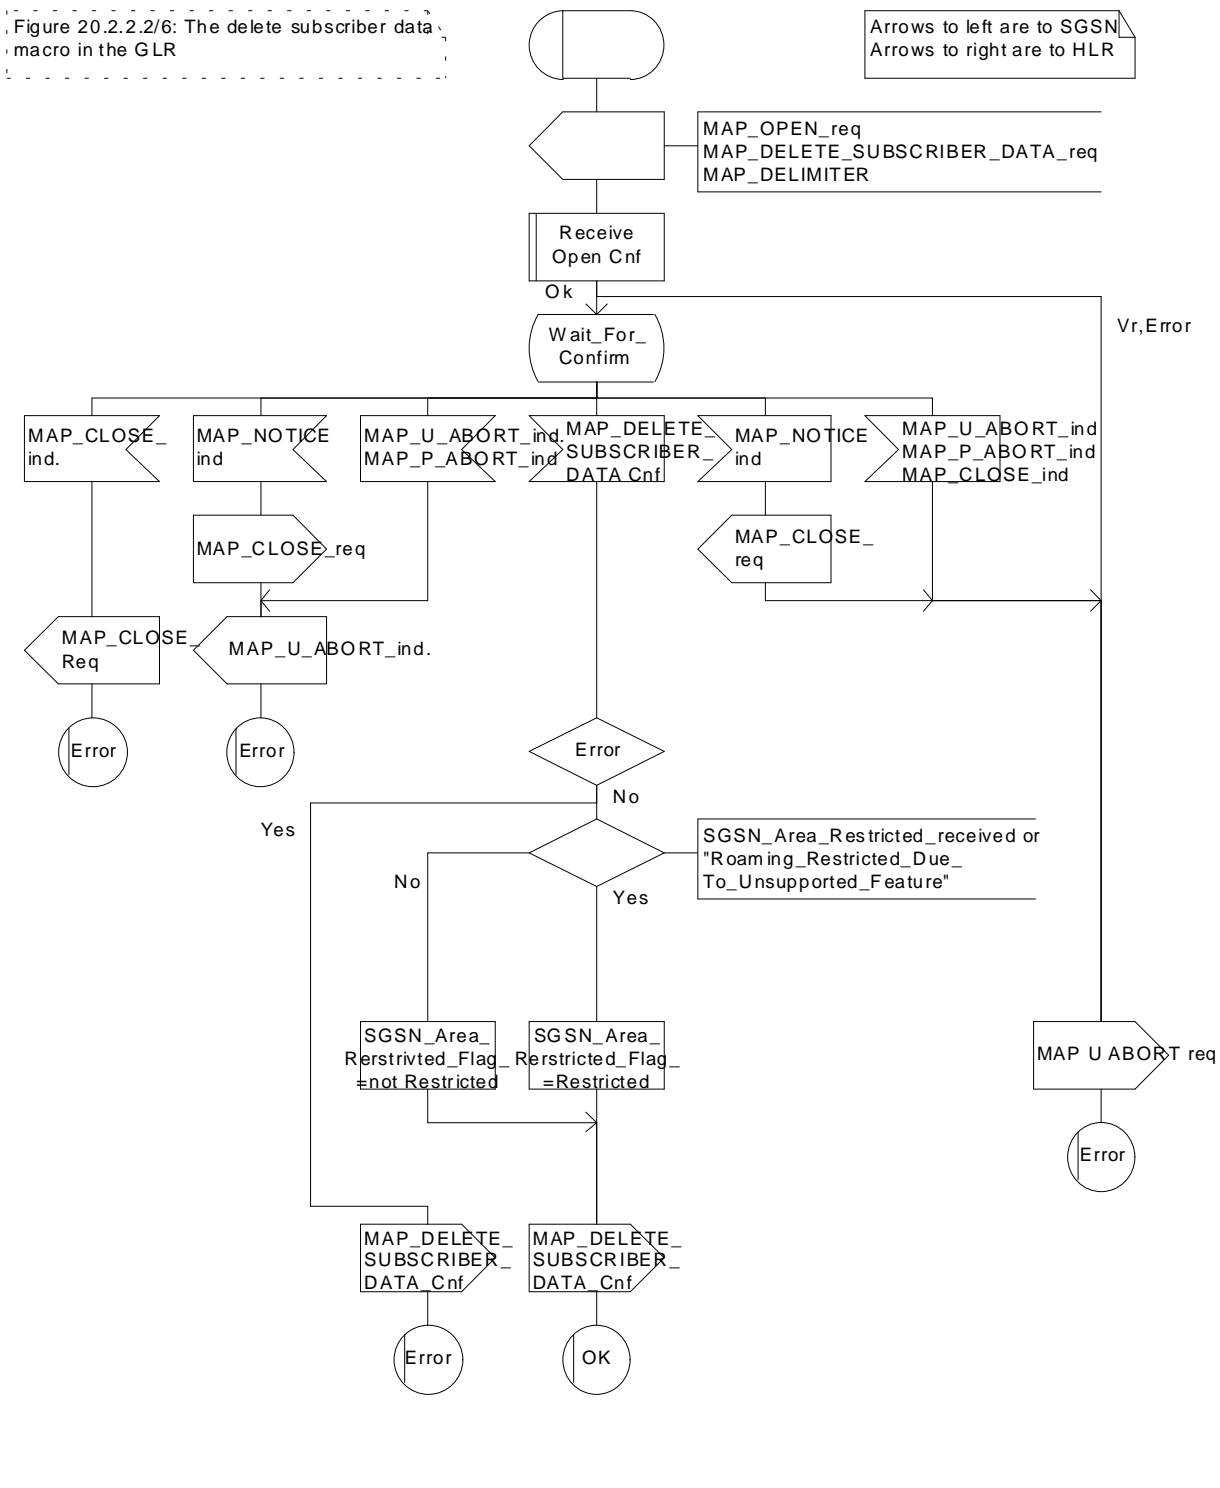 Figure 20.2.2.2/6: The delete subscriber data
macro in the GLR
Arrows to left are to SGSN
Arrows to right are to HLR
MAP_OPEN_req
MAP_DELETE_SUBSCRIBER_DATA_req
MAP_DELIMITER
Receive
Open Cnf
Ok
Vr,Error
Wait_For_
Confirm
MAP_CLOSE_
ind.
MAP_NOTICE
ind
MAP_U_ABORT_ind.
MAP_P_ABORT_ind
MAP_DELETE_
SUBSCRIBER_
DATA Cnf
MAP_NOTICE
ind
MAP_U_ABORT_ind
MAP_P_ABORT_ind
MAP_CLOSE_ind
MAP_CLOSE_req
MAP_CLOSE_
req
MAP_CLOSE_
Req
MAP_U_ABORT_ind.
Error
Error
Error
No
Yes
SGSN_Area_Restricted_received or
"Roaming_Restricted_Due_
To_Unsupported_Feature"
No
Yes
SGSN_Area_
Rerstrivted_Flag_
=not Restricted
SGSN_Area_
Rerstricted_Flag_
=Restricted
MAP U ABORT req
Error
MAP_DELETE_
SUBSCRIBER_
DATA_Cnf
MAP_DELETE_
SUBSCRIBER_
DATA_Cnf
Error
OK